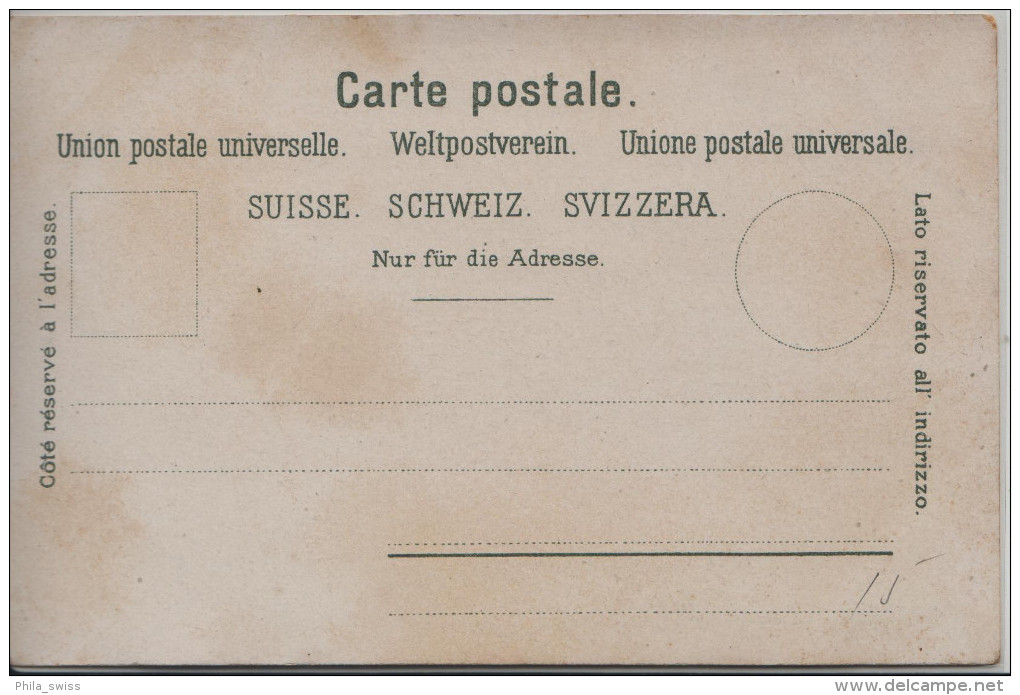 Carte postale.
Union postale universelle. Weltpostverein. Unione postale universale.
SUISSE. SCHWEIZ. SVIZZERA.
Nur für die Adresse.
Côté réservé à l'adresse.
Lato riservato all' indirizzo.
Phila_swiss
delcampe.net